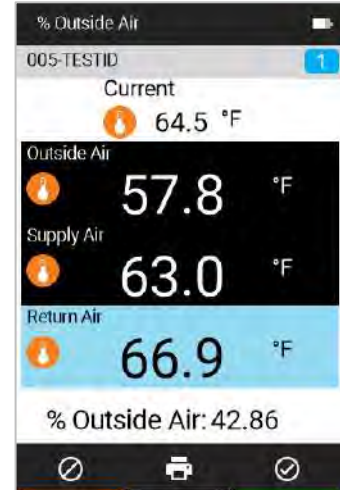 % Outside Air
005-TESTID 1
Current
64.5 °F
Outside Air
57.8 °F
Supply Air
63.0 °F
Return Air
66.9 °F
% Outside Air: 42.86